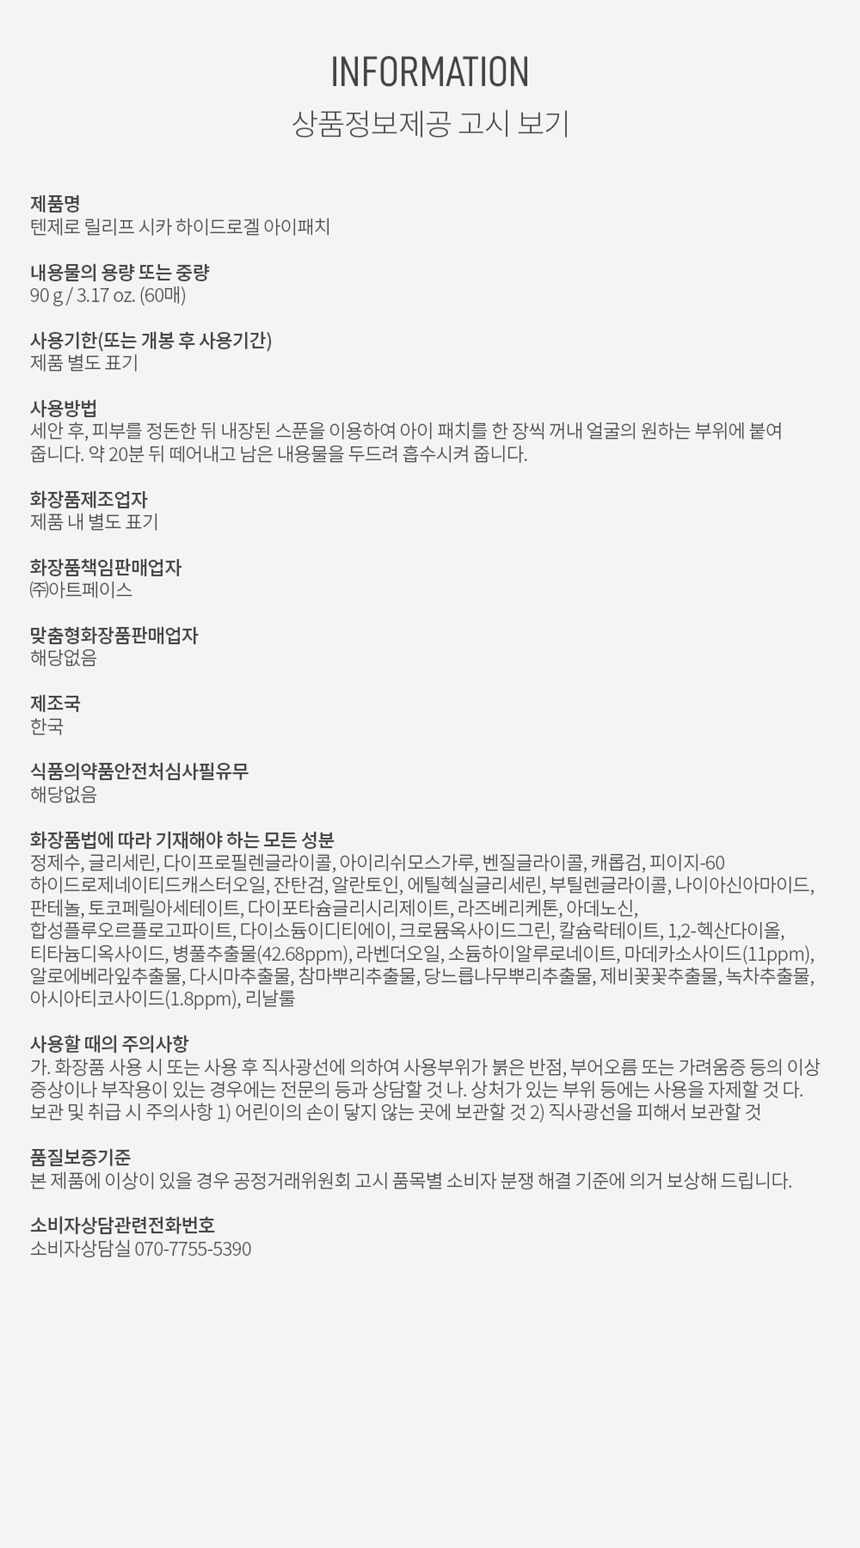 INFORMATION
상품정보제공 고시 보기
제품명
텐제로 릴리프 시카 하이드로겔 아이패치
내용물의 용량 또는 중량
90 g / 3.17 oz. (60매)
사용기한(또는 개봉 후 사용기간)
제품 별도 표기
사용방법
세안 후, 피부를 정돈한 뒤 내장된 스푼을 이용하여 아이 패치를 한 장씩 꺼내 얼굴의 원하는 부위에 붙여
줍니다. 약 20분 뒤 떼어내고 남은 내용물을 두드려 흡수시켜 줍니다.
화장품제조업자
제품 내 별도 표기
화장품책임판매업자
㈜아트페이스
맞춤형화장품판매업자
해당없음
제조국
한국
식품의약품안전처심사필유무
해당없음
화장품법에 따라 기재해야 하는 모든 성분
정제수, 글리세린, 다이프로필렌글라이콜, 아이리쉬모스가루, 벤질글라이콜, 캐롭검, 피이지-60
하이드로제네이티드캐스터오일, 잔탄검, 알란토인, 에틸헥실글리세린, 부틸렌글라이콜, 나이아신아마이드,
판테놀, 토코페릴아세테이트, 다이포타슘글리시리제이트, 라즈베리케톤, 아데노신,
합성플루오르플로고파이트, 다이소듐이디티에이, 크로뮴옥사이드그린, 칼슘락테이트, 1,2-헥산다이올,
티타늄디옥사이드, 병풀추출물(42.68ppm), 라벤더오일, 소듐하이알루로네이트, 마데카소사이드(11ppm),
알로에베라잎추출물, 다시마추출물, 참마뿌리추출물, 당느릅나무뿌리추출물, 제비꽃꽃추출물, 녹차추출물,
아시아티코사이드(1.8ppm), 리날룰
사용할 때의 주의사항
가. 화장품 사용 시 또는 사용 후 직사광선에 의하여 사용부위가 붉은 반점, 부어오름 또는 가려움증 등의 이상
증상이나 부작용이 있는 경우에는 전문의 등과 상담할 것 나. 상처가 있는 부위 등에는 사용을 자제할 것 다.
보관 및 취급 시 주의사항 1) 어린이의 손이 닿지 않는 곳에 보관할 것 2) 직사광선을 피해서 보관할 것
품질보증기준
본 제품에 이상이 있을 경우 공정거래위원회 고시 품목별 소비자 분쟁 해결 기준에 의거 보상해 드립니다.
소비자상담관련전화번호
소비자상담실 070-7755-5390